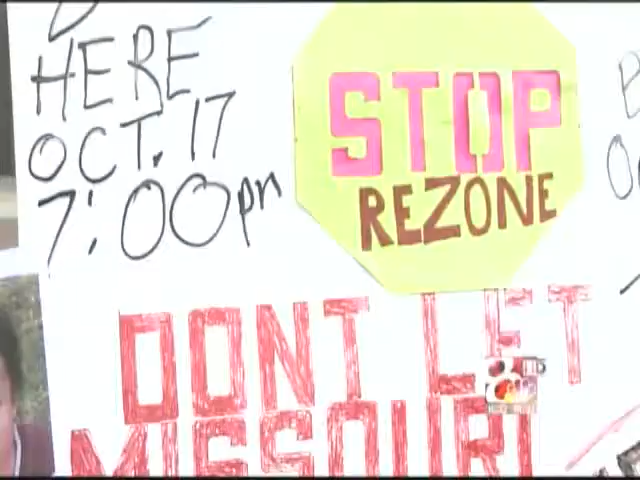 HERE
OCT. 17
7:00pm
STOP
REZONE
DONT LET
MISSOURI